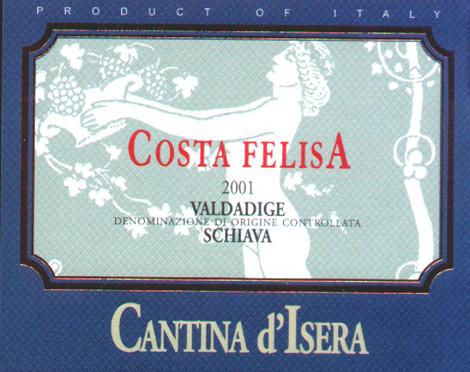 PRODUCT OF ITALY
COSTA FELISA
2001
VALDADIGE
DENOMINAZIONE DI ORIGINE CONTROLLATA
SCHIAVA
CANTINA d'ISERA